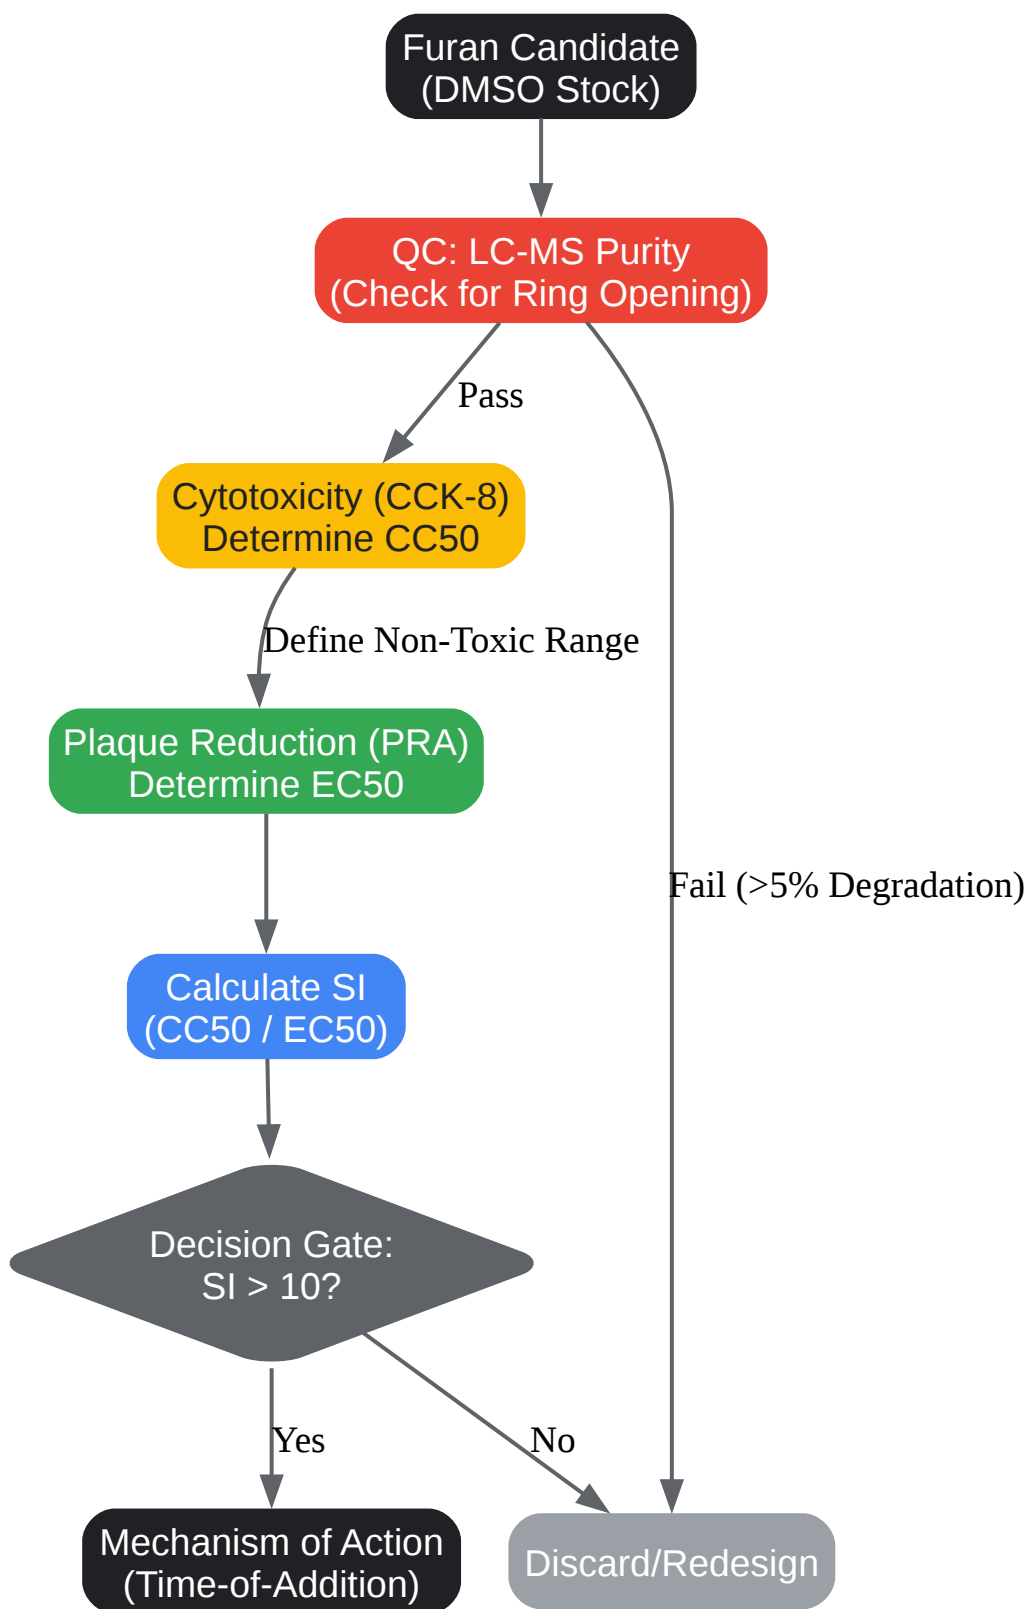 Furan Candidate
(DMSO Stock)
QC: LC-MS Purity
(Check for Ring Opening)
Pass
Cytotoxicity (CCK-8)
Determine CC50
Define Non-Toxic Range
Plaque Reduction (PRA)
Determine EC50
Fail (>5% Degradation)
Calculate SI
(CC50 / EC50)
Decision Gate:
SI > 10?
Yes
No
Mechanism of Action
(Time-of-Addition)
Discard/Redesign